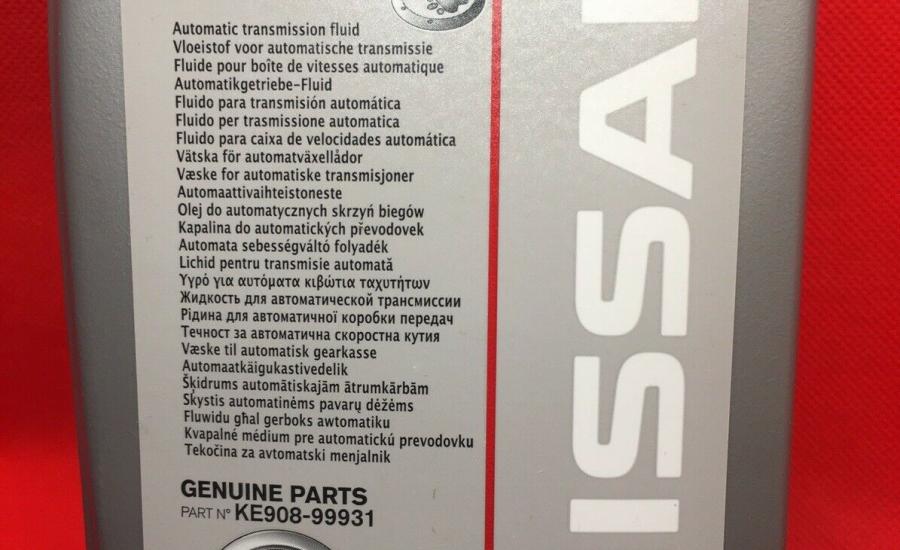 Automatic transmission fluid
Vloeistof voor automatische transmissie
Fluide pour boîte de vitesses automatique
Automatikgetriebe-Fluid
Fluido para transmisión automática
Fluido per trasmissione automatica
Fluido para caixa de velocidades automática
Vätska för automatväxellådor
Væske for automatiske transmisjoner
Automaattivaihteistoneste
Olej do automatycznych skrzyń biegów
Kapalina do automatických převodovek
Automata sebességváltó folyadék
Lichid pentru transmisie automată
Υγρό για αυτόματα κιβώτια ταχυτήτων
Жидкость для автоматической трансмиссии
Рідина для автоматичної коробки передач
Течност за автоматична скоростна кутия
Væske til automatisk gearkasse
Automaatkäigukastivedelik
Šķidrums automātiskajām ātrumkārbām
Skystis automatinėms pavarų dėžėms
Fluwidu għal gerboks awtomatiku
Kvapalné médium pre automatickú prevodovku
Tekočina za avtomatski menjalnik
GENUINE PARTS
PART N° KE908-99931
ISSA